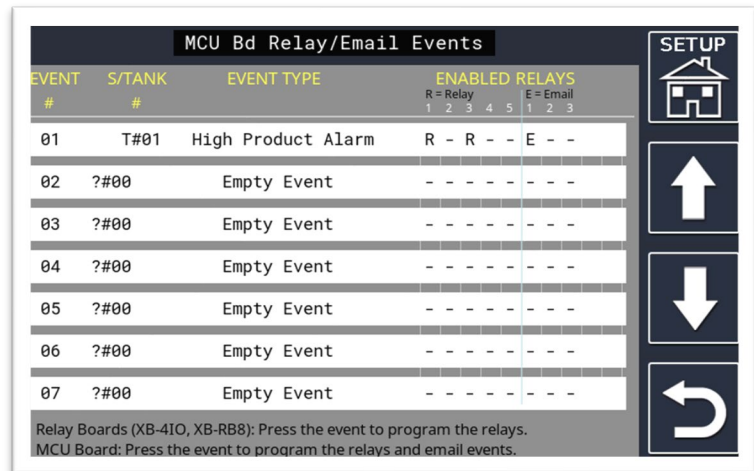 MCU Bd Relay/Email Events
SETUP
EVENT S/TANK EVENT TYPE ENABLED RELAYS
# # R = Relay E = Email
1 2 3 4 5 1 2 3
01 T#01 High Product Alarm R - R - - E - -
02 ?#00 Empty Event - - - - - - - -
03 ?#00 Empty Event - - - - - - - -
04 ?#00 Empty Event - - - - - - - -
05 ?#00 Empty Event - - - - - - - -
06 ?#00 Empty Event - - - - - - - -
07 ?#00 Empty Event - - - - - - - -
Relay Boards (XB-4IO, XB-RB8): Press the event to program the relays.
MCU Board: Press the event to program the relays and email events.